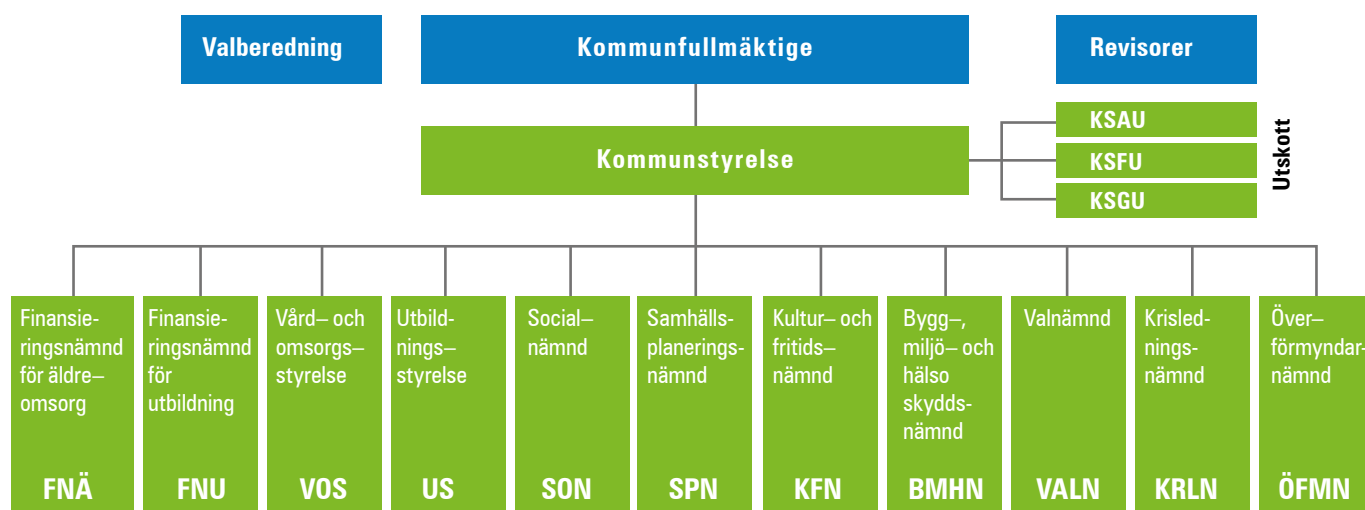 Valberedning
Kommunfullmäktige
Revisorer
Kommunstyrelse
KSAU
KSFU
KSGU
Utskott
Finansie-
ringsnämnd
för äldre–
omsorg
FNÄ
Finansie-
ringsnämnd
för
utbildning
FNU
Vård– och
omsorgs–
styrelse
VOS
Utbild-
nings–
styrelse
US
Social–
nämnd
SON
Samhälls-
planerings-
nämnd
SPN
Kultur– och
fritids–
nämnd
KFN
Bygg–,
miljö– och
hälso
skydds-
nämnd
BMHN
Valnämnd
VALN
Krisled-
nings-
nämnd
KRLN
Över–
förmyndar-
nämnd
ÖFMN